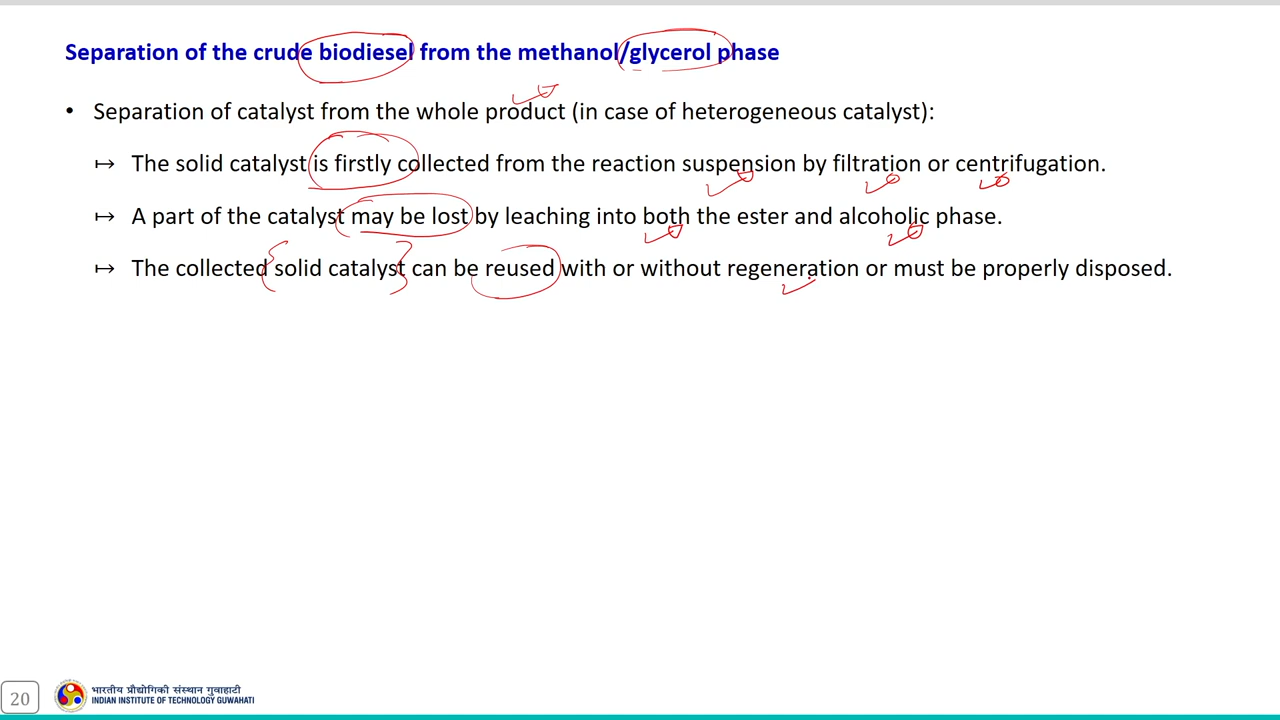 Separation of the crude biodiesel from the methanol/glycerol phase
• Separation of catalyst from the whole product (in case of heterogeneous catalyst):
↦ The solid catalyst is firstly collected from the reaction suspension by filtration or centrifugation.
↦ A part of the catalyst may be lost by leaching into both the ester and alcoholic phase.
↦ The collected solid catalyst can be reused with or without regeneration or must be properly disposed.
20
भारतीय प्रौद्योगिकी संस्थान गुवाहाटी
INDIAN INSTITUTE OF TECHNOLOGY GUWAHATI